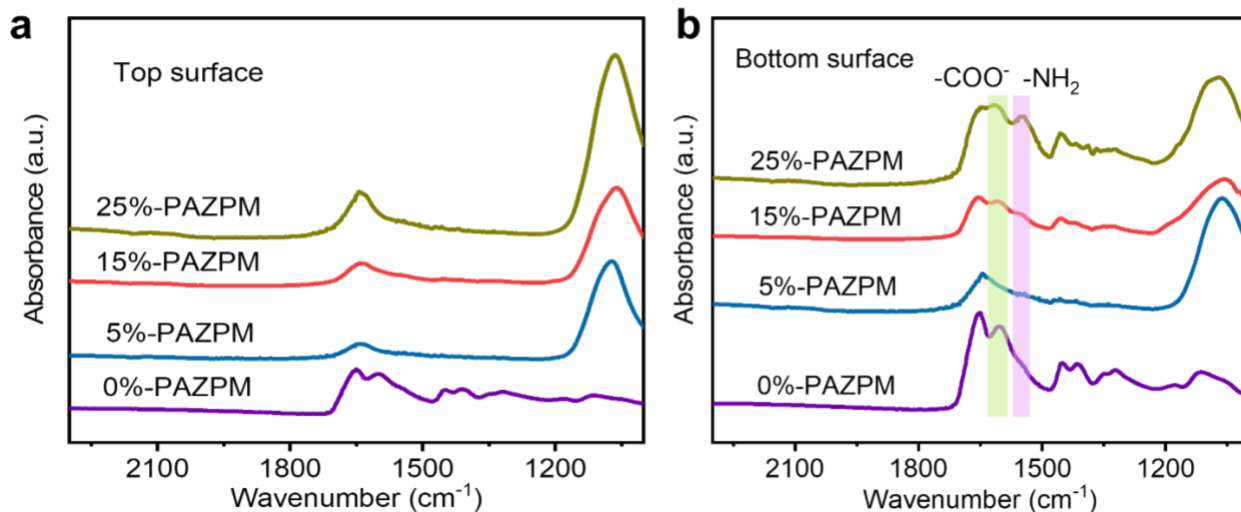 a
Top surface
25%-PAZPM
15%-PAZPM
5%-PAZPM
0%-PAZPM
Absorbance (a.u.)
2100 1800 1500 1200
Wavenumber (cm⁻¹)
b
Bottom surface
-COO⁻ -NH₂
25%-PAZPM
15%-PAZPM
5%-PAZPM
0%-PAZPM
Absorbance (a.u.)
2100 1800 1500 1200
Wavenumber (cm⁻¹)